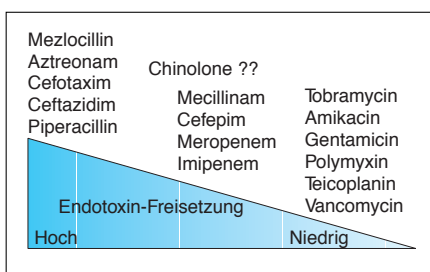 Mezlocillin
Aztreonam
Cefotaxim
Ceftazidim
Piperacillin
Chinolone ??
Mecillinam
Cefepim
Meropenem
Imipenem
Tobramycin
Amikacin
Gentamicin
Polymyxin
Teicoplanin
Vancomycin
Endotoxin-Freisetzung
Hoch
Niedrig